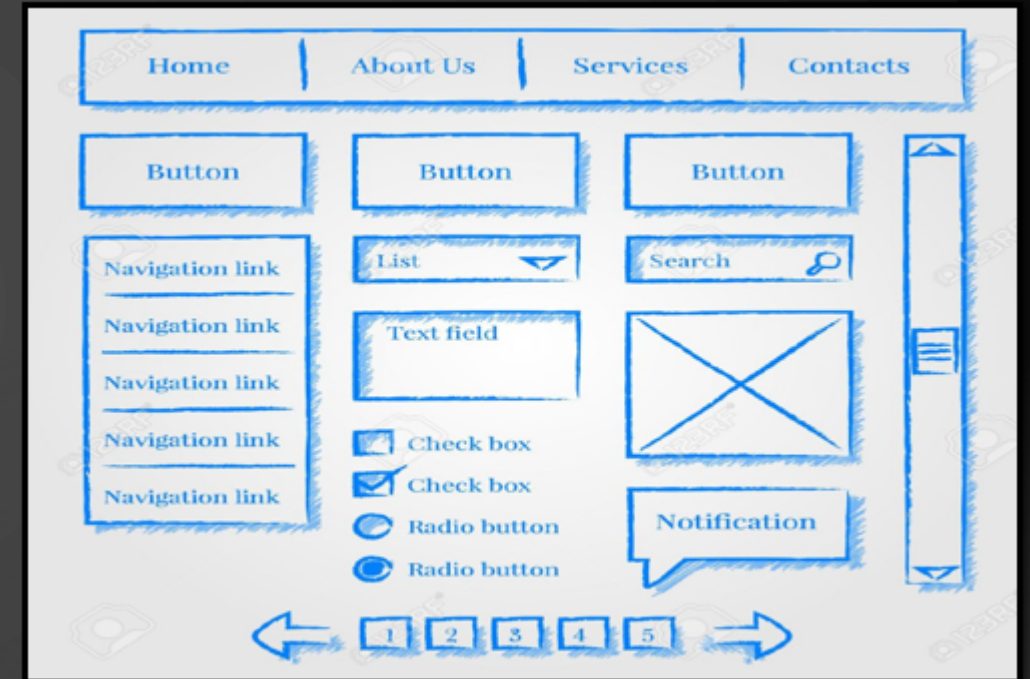 Home About Us Services Contacts
Button Button Button
Navigation link
Navigation link
Navigation link
Navigation link
Navigation link
List
Text field
Check box
Check box
Radio button
Radio button
Search
Notification
1 2 3 4 5
123RF